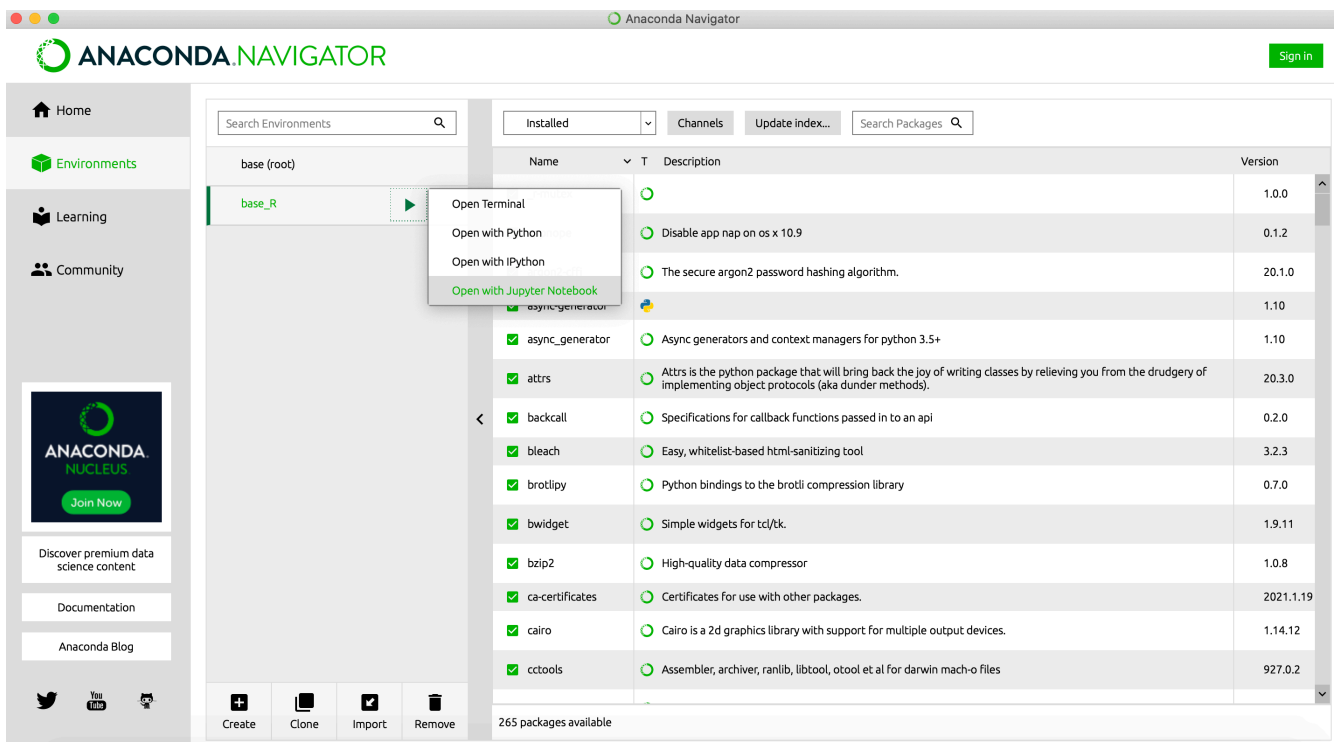 Anaconda Navigator
ANACONDA.NAVIGATOR
Sign in
Home
Environments
Learning
Community
ANACONDA.
NUCLEUS
Join Now
Discover premium data
science content
Documentation
Anaconda Blog
You
Tube
Search Environments
base (root)
base_R
Open Terminal
Open with Python
Open with IPython
Open with Jupyter Notebook
Create
Clone
Import
Remove
Installed
Channels
Update index...
Search Packages
Name T Description Version
1.0.0
Disable app nap on os x 10.9 0.1.2
The secure argon2 password hashing algorithm. 20.1.0
async-generator 1.10
async_generator Async generators and context managers for python 3.5+ 1.10
attrs Attrs is the python package that will bring back the joy of writing classes by relieving you from the drudgery of
implementing object protocols (aka dunder methods). 20.3.0
backcall Specifications for callback functions passed in to an api 0.2.0
bleach Easy, whitelist-based html-sanitizing tool 3.2.3
brotlipy Python bindings to the brotli compression library 0.7.0
bwidget Simple widgets for tcl/tk. 1.9.11
bzip2 High-quality data compressor 1.0.8
ca-certificates Certificates for use with other packages. 2021.1.19
cairo Cairo is a 2d graphics library with support for multiple output devices. 1.14.12
cctools Assembler, archiver, ranlib, libtool, otool et al for darwin mach-o files 927.0.2
265 packages available